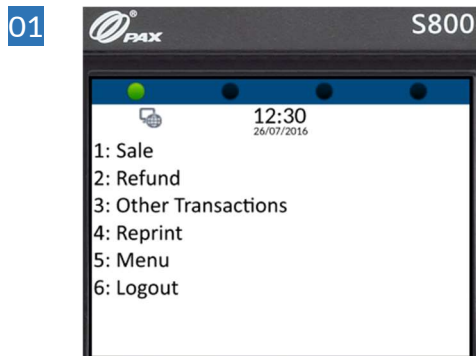 01
PAX®
S800
12:30
26/07/2016
1: Sale
2: Refund
3: Other Transactions
4: Reprint
5: Menu
6: Logout